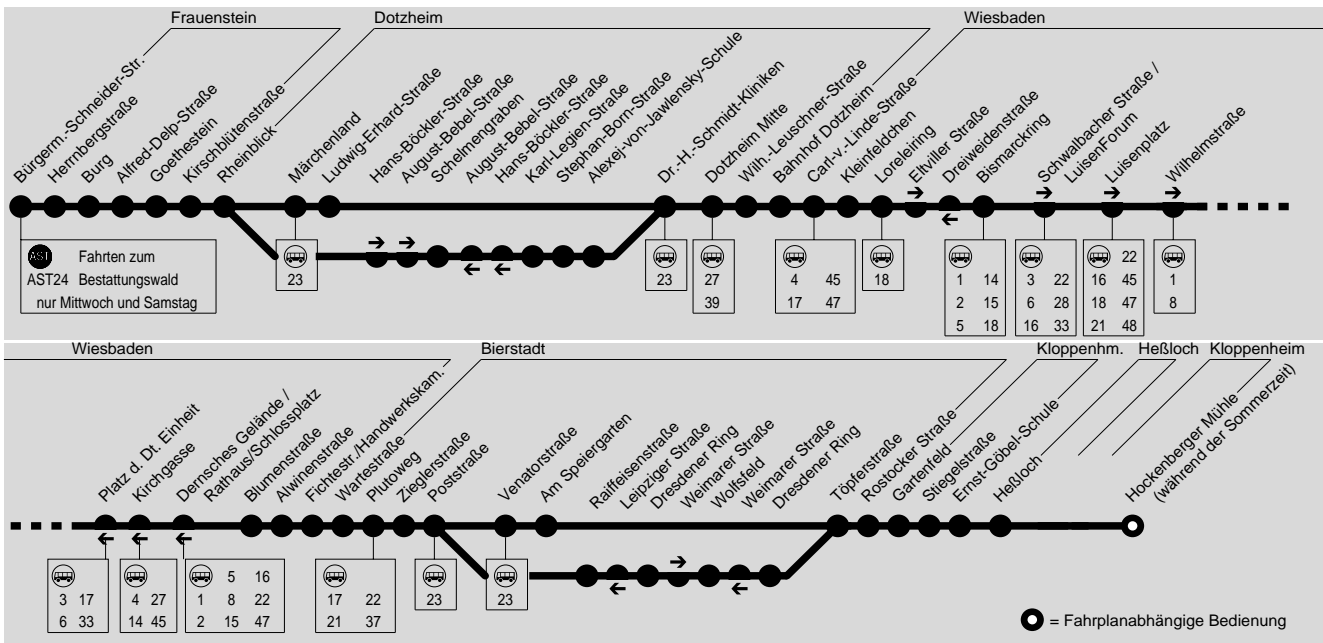 Frauenstein
Dotzheim
Wiesbaden
Bürgerm.-Schneider-Str.
Herrnbergstraße
Burg
Alfred-Delp-Straße
Goethestein
Kirschblütenstraße
Rheinblick
Märchenland
Ludwig-Erhard-Straße
Hans-Böckler-Straße
August-Bebel-Straße
Schelmengraben
August-Bebel-Straße
Hans-Böckler-Straße
Karl-Legien-Straße
Stephan-Born-Straße
Alexej-von-Jawlensky-Schule
Dr.-H.-Schmidt-Kliniken
Dotzheim Mitte
Wilh.-Leuschner-Straße
Bahnhof Dotzheim
Carl-v.-Linde-Straße
Kleinfeldchen
Loreleiring
Eltviller Straße
Dreiweidenstraße
Bismarckring
Schwalbacher Straße /
LuisenForum
Luisenplatz
Wilhelmstraße
AST Fahrten zum
AST24 Bestattungswald
nur Mittwoch und Samstag
23
23
27
39
4 45
17 47
18
1 14
2 15
5 18
3 22
6 28
16 33
22
16 45
18 47
21 48
1
8
Wiesbaden
Bierstadt
Kloppenhm.
Heßloch
Kloppenheim
Platz d. Dt. Einheit
Kirchgasse
Dernsches Gelände /
Rathaus/Schlossplatz
Blumenstraße
Alwinenstraße
Fichtestr./Handwerkskam.
Wartestraße
Plutoweg
Zieglerstraße
Poststraße
Venatorstraße
Am Speiergarten
Raiffeisenstraße
Leipziger Straße
Dresdener Ring
Weimarer Straße
Wolfsfeld
Weimarer Straße
Dresdener Ring
Töpferstraße
Rostocker Straße
Gartenfeld
Stiegelstraße
Ernst-Göbel-Schule
Heßloch
Hockenberger Mühle
(während der Sommerzeit)
3 17
6 33
4 27
14 45
5 16
1 8 22
2 15 47
17 22
21 37
23
23
= Fahrplanabhängige Bedienung